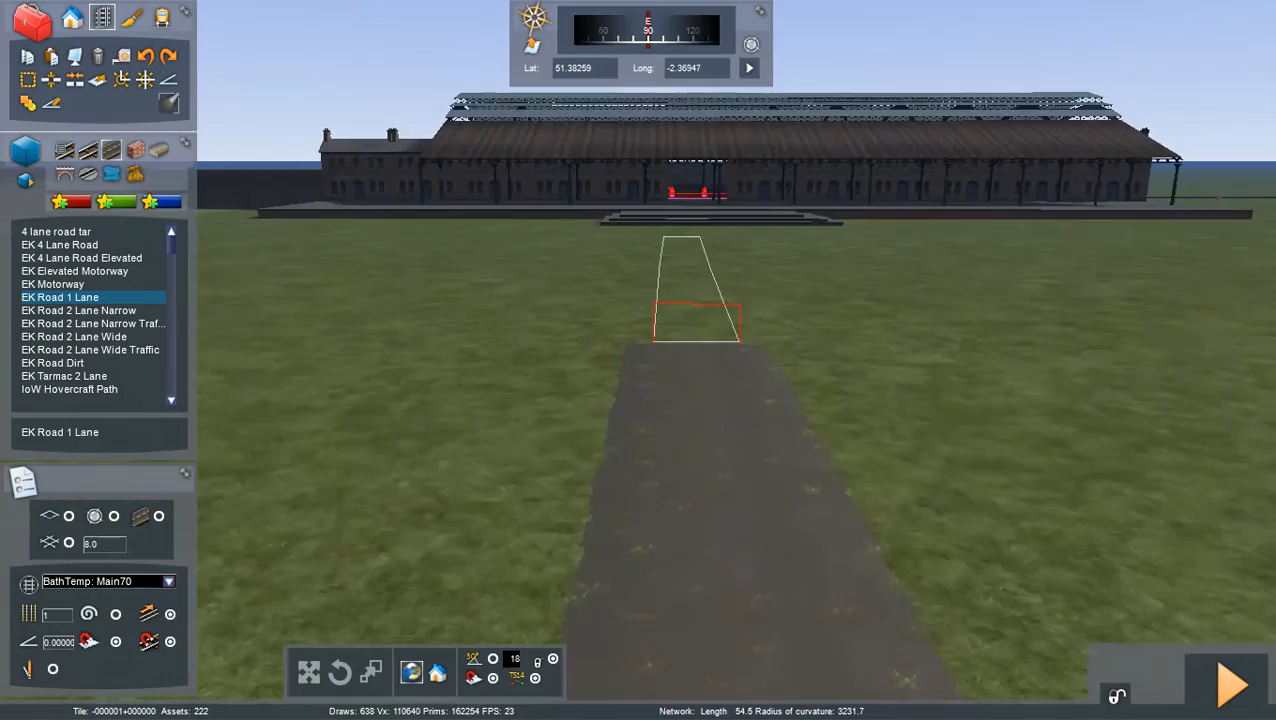 E
60 90 120
Lat: 51.38259 Long: -2.36947
4 lane road tar
EK 4 Lane Road
EK 4 Lane Road Elevated
EK Elevated Motorway
EK Motorway
EK Road 1 Lane
EK Road 2 Lane Narrow
EK Road 2 Lane Narrow Traf...
EK Road 2 Lane Wide
EK Road 2 Lane Wide Traffic
EK Road Dirt
EK Tarmac 2 Lane
IoW Hovercraft Path
EK Road 1 Lane
8.0
BathTemp: Main70
1
0.00000
30°
18
TS14
Tile: -000001+000000 Assets: 222
Draws: 638 Vx: 110640 Prims: 162254 FPS: 23
Network: Length 54.5 Radius of curvature: 3231.7